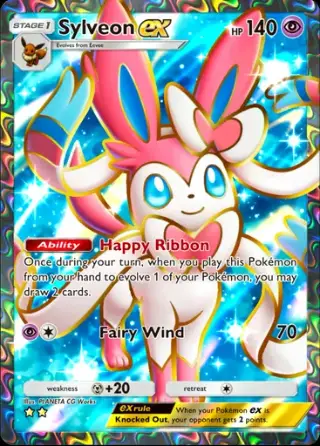 STAGE 1 Sylveon ex HP 140
Evolves from Eevee
Ability Happy Ribbon
Once during your turn, when you play this Pokémon
from your hand to evolve 1 of your Pokémon, you may
draw 2 cards.
Fairy Wind 70
weakness +20 retreat
Illus. PLANETA CG Works
ex rule When your Pokémon ex is
Knocked Out, your opponent gets 2 points.